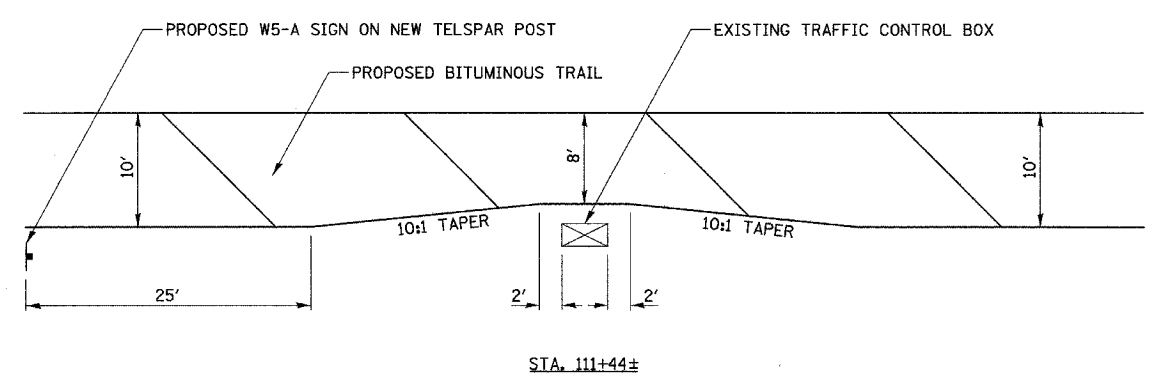 PROPOSED W5-A SIGN ON NEW TELSPAR POST
EXISTING TRAFFIC CONTROL BOX
PROPOSED BITUMINOUS TRAIL
10'
8'
10'
10:1 TAPER
10:1 TAPER
25'
2'
2'
STA. 111+44±